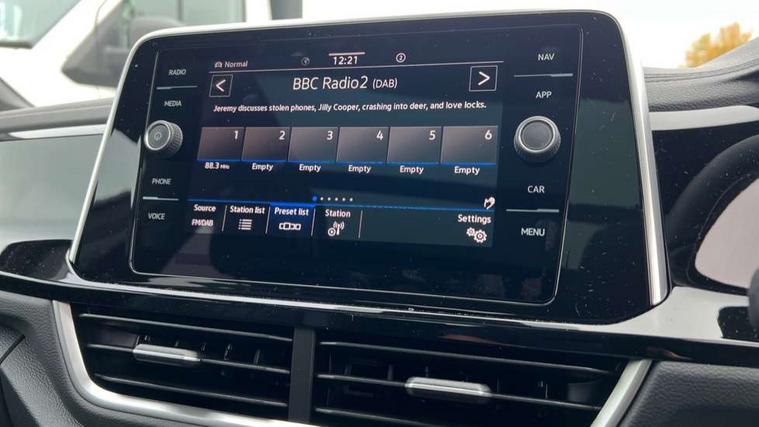 RADIO
MEDIA
PHONE
VOICE
Normal
12:21
2
BBC Radio2 (DAB)
Jeremy discusses stolen phones, Jilly Cooper, crashing into deer, and love locks.
1 2 3 4 5 6
88.3 MHz Empty Empty Empty Empty Empty
Source Station list Preset list Station Settings
FM/DAB
NAV
APP
CAR
MENU